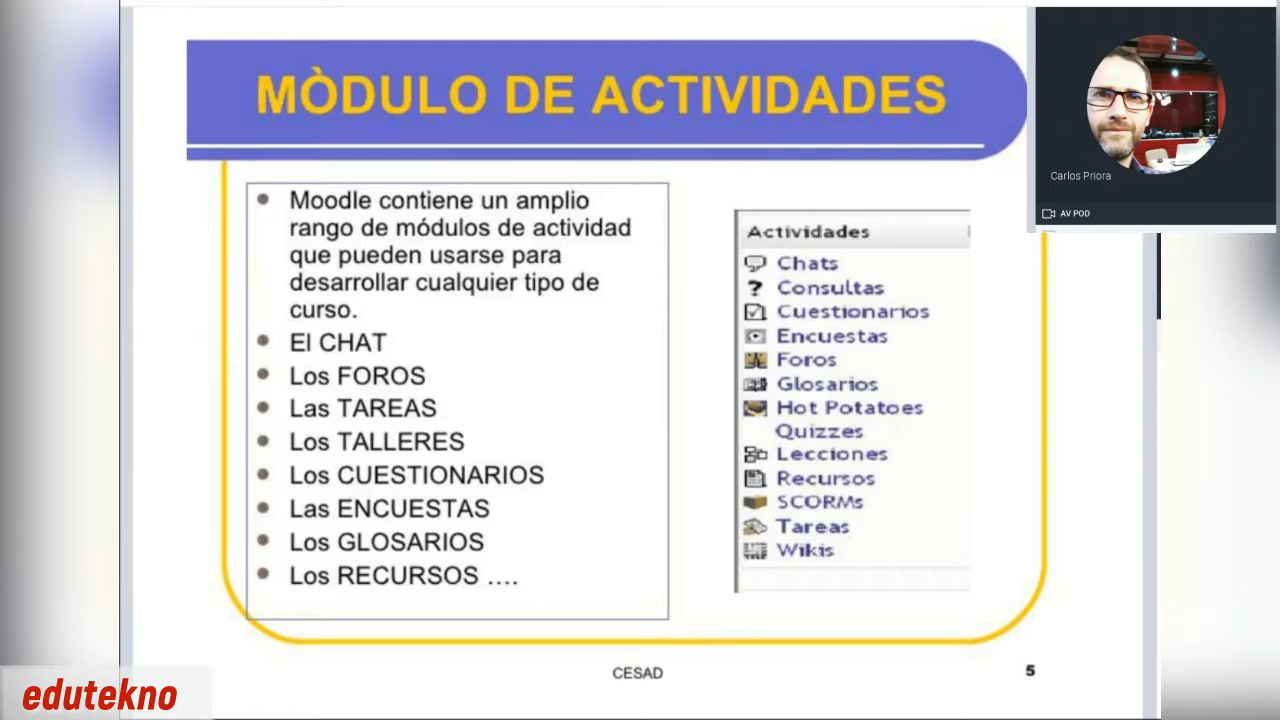 MÒDULO DE ACTIVIDADES
Moodle contiene un amplio
rango de módulos de actividad
que pueden usarse para
desarrollar cualquier tipo de
curso.
El CHAT
Los FOROS
Las TAREAS
Los TALLERES
Los CUESTIONARIOS
Las ENCUESTAS
Los GLOSARIOS
Los RECURSOS ....
Actividades
Chats
Consultas
Cuestionarios
Encuestas
Foros
Glosarios
Hot Potatoes
Quizzes
Lecciones
Recursos
SCORMs
Tareas
Wikis
Carlos Priora
AV POD
CESAD
5
edutekno